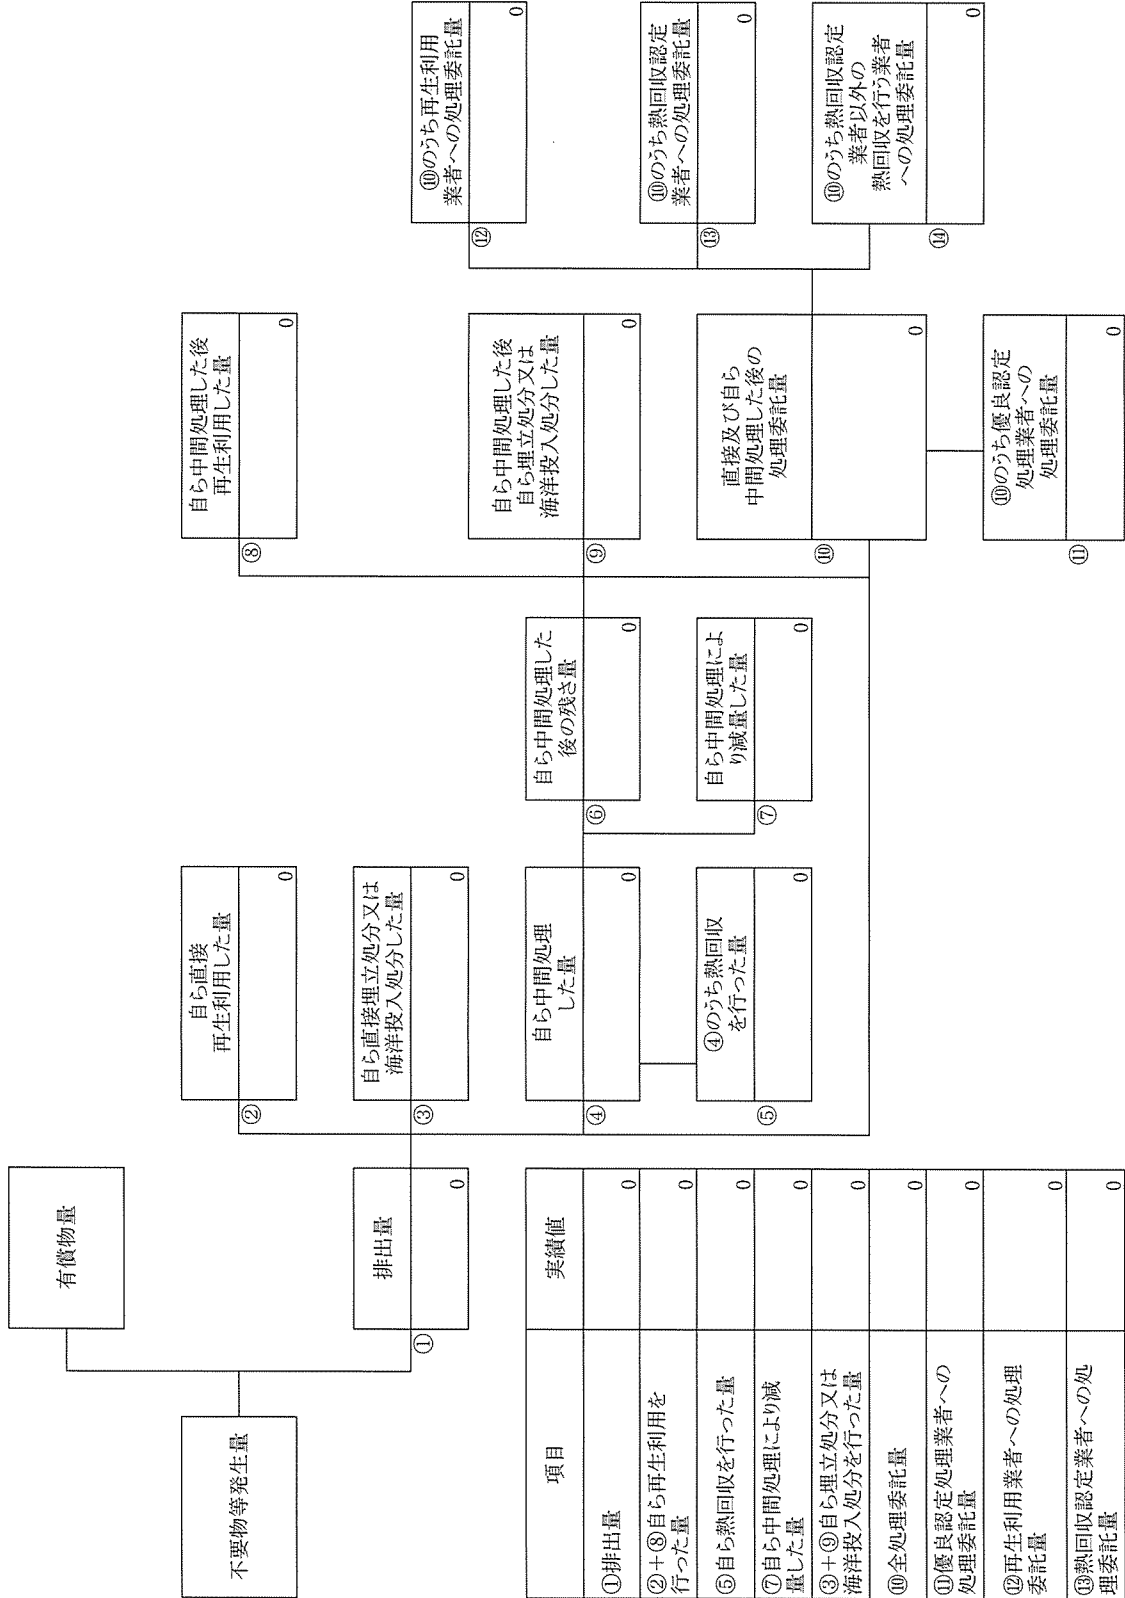 不要物等発生量
有償物量
①
排出量
0
②
自ら直接
再生利用した量
0
③
自ら直接埋立処分又は
海洋投入処分した量
0
④
自ら中間処理
した量
0
⑤
④のうち熱回収
を行った量
0
⑥
自ら中間処理した
後の残さ量
0
⑦
自ら中間処理によ
り減量した量
0
⑧
自ら中間処理した後
再生利用した量
0
⑨
自ら中間処理した後
自ら埋立処分又は
海洋投入処分した量
0
⑩
直接及び自ら
中間処理した後の
処理委託量
0
⑪
⑩のうち優良認定
処理業者への
処理委託量
0
⑫
⑩のうち再生利用
業者への処理委託量
0
⑬
⑩のうち熱回収認定
業者への処理委託量
0
⑭
⑩のうち熱回収認定
業者以外の
熱回収を行う業者
への処理委託量
0
項目 実績値
①排出量 0
②+⑧自ら再生利用を
行った量 0
⑤自ら熱回収を行った量 0
⑦自ら中間処理により減
量した量 0
③+⑨自ら埋立処分又は
海洋投入処分を行った量 0
⑩全処理委託量 0
⑪優良認定処理業者への
処理委託量 0
⑫再生利用業者への処理
委託量 0
⑬熱回収認定業者への処
理委託量 0